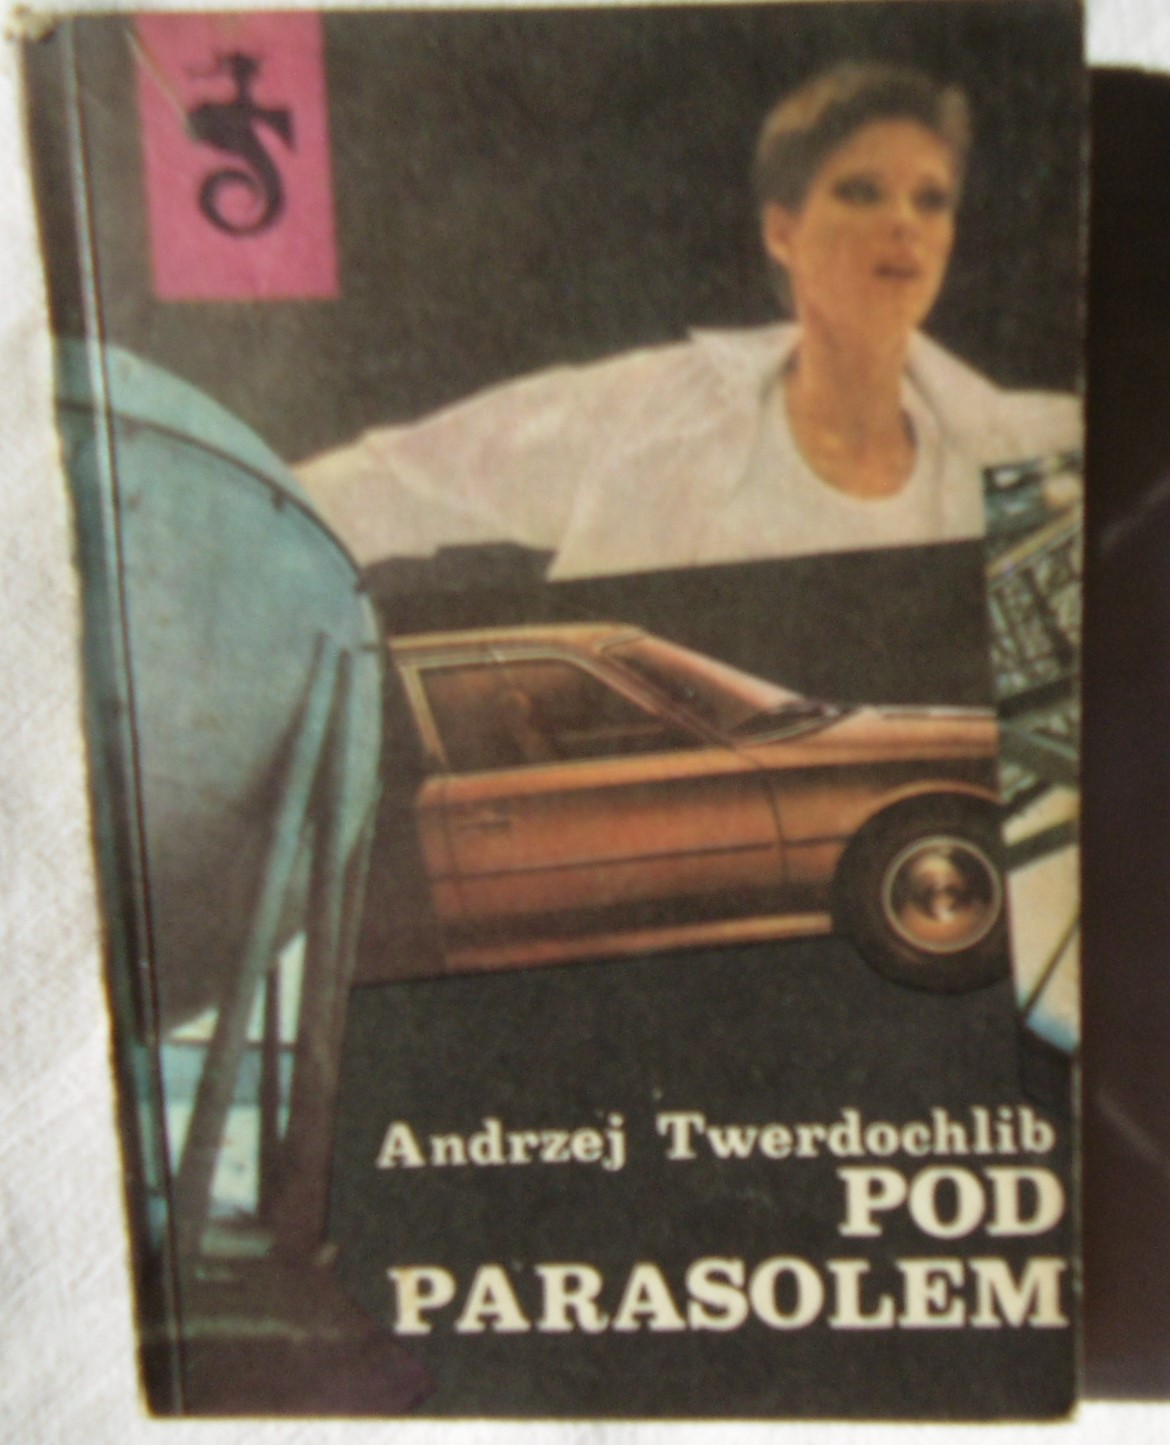 Andrzej Twerdochlib
POD
PARASOLEM